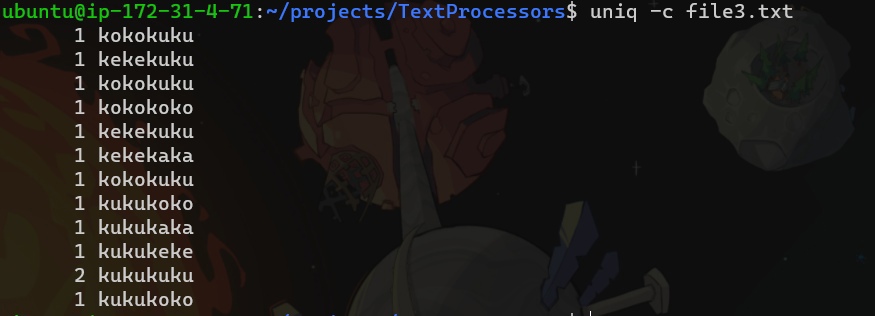 ubuntu@ip-172-31-4-71:~/projects/TextProcessors$ uniq -c file3.txt
1 kokokuku
1 kekekuku
1 kokokuku
1 kokokoko
1 kekekuku
1 kekekaka
1 kokokuku
1 kukukoko
1 kukukaka
1 kukukeke
2 kukukuku
1 kukukoko